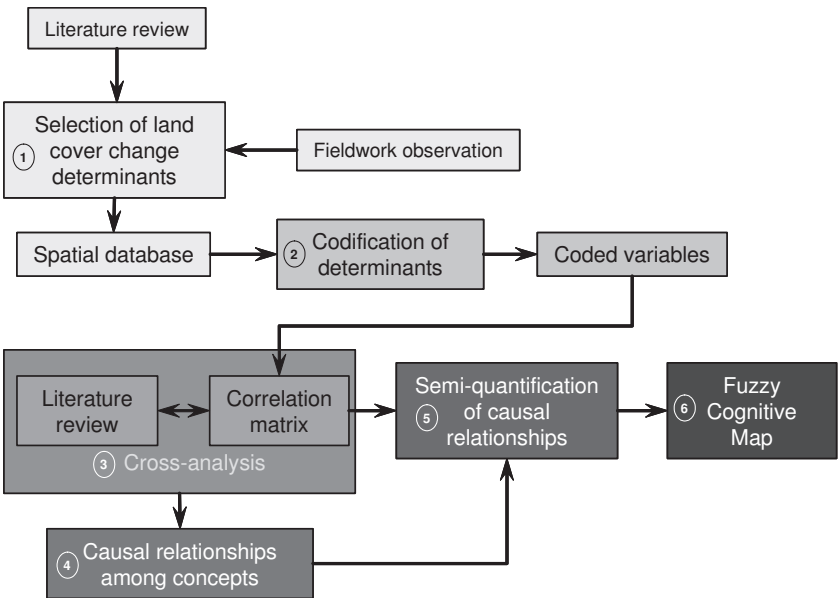 Literature review
Selection of land
cover change
determinants
1
Fieldwork observation
Spatial database
2
Codification of
determinants
Coded variables
Literature
review
Correlation
matrix
3 Cross-analysis
Semi-quantification
of causal
relationships
5
6
Fuzzy
Cognitive
Map
4
Causal relationships
among concepts